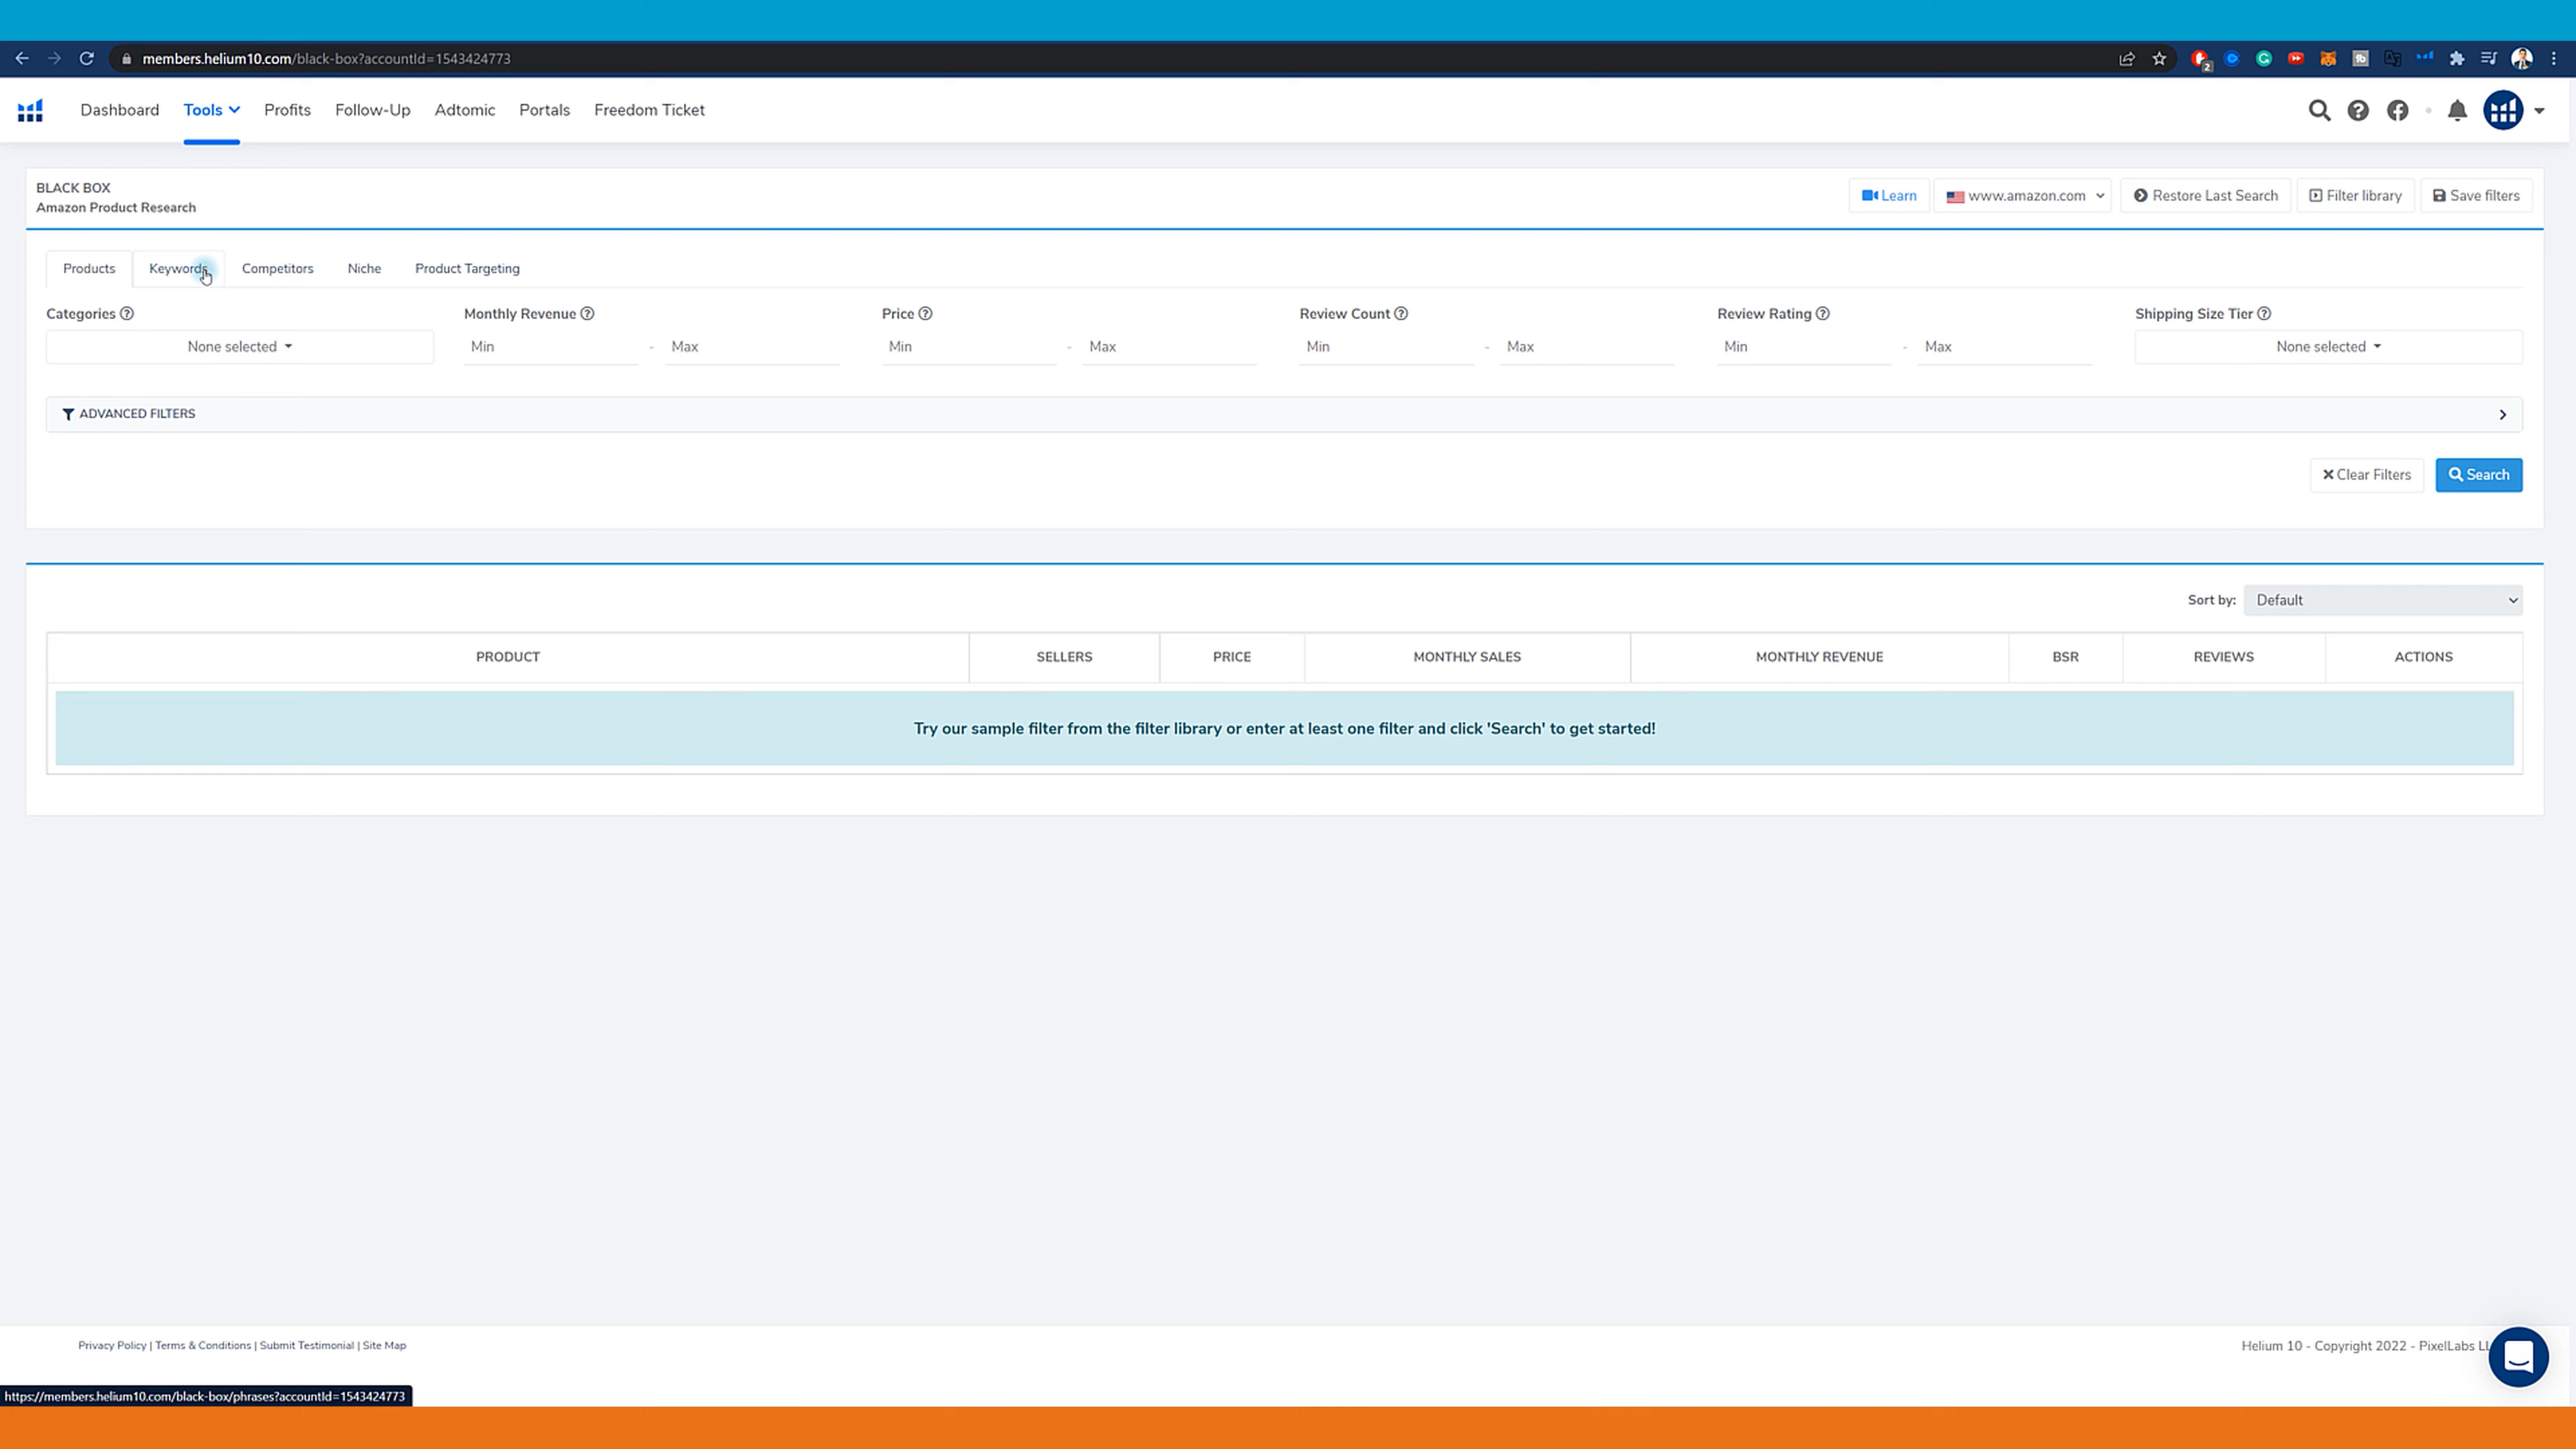 members.helium10.com/black-box?accountId=1543424773
2
Dashboard Tools Profits Follow-Up Adtomic Portals Freedom Ticket
BLACK BOX
Amazon Product Research
Learn www.amazon.com Restore Last Search Filter library Save filters
Products Keywords Competitors Niche Product Targeting
Categories Monthly Revenue Price Review Count Review Rating Shipping Size Tier
None selected Min - Max Min - Max Min - Max Min - Max None selected
ADVANCED FILTERS
Clear Filters Search
Sort by: Default
PRODUCT SELLERS PRICE MONTHLY SALES MONTHLY REVENUE BSR REVIEWS ACTIONS
Try our sample filter from the filter library or enter at least one filter and click 'Search' to get started!
Privacy Policy | Terms & Conditions | Submit Testimonial | Site Map
Helium 10 - Copyright 2022 - PixelLabs
https://members.helium10.com/black-box/phrases?accountId=1543424773